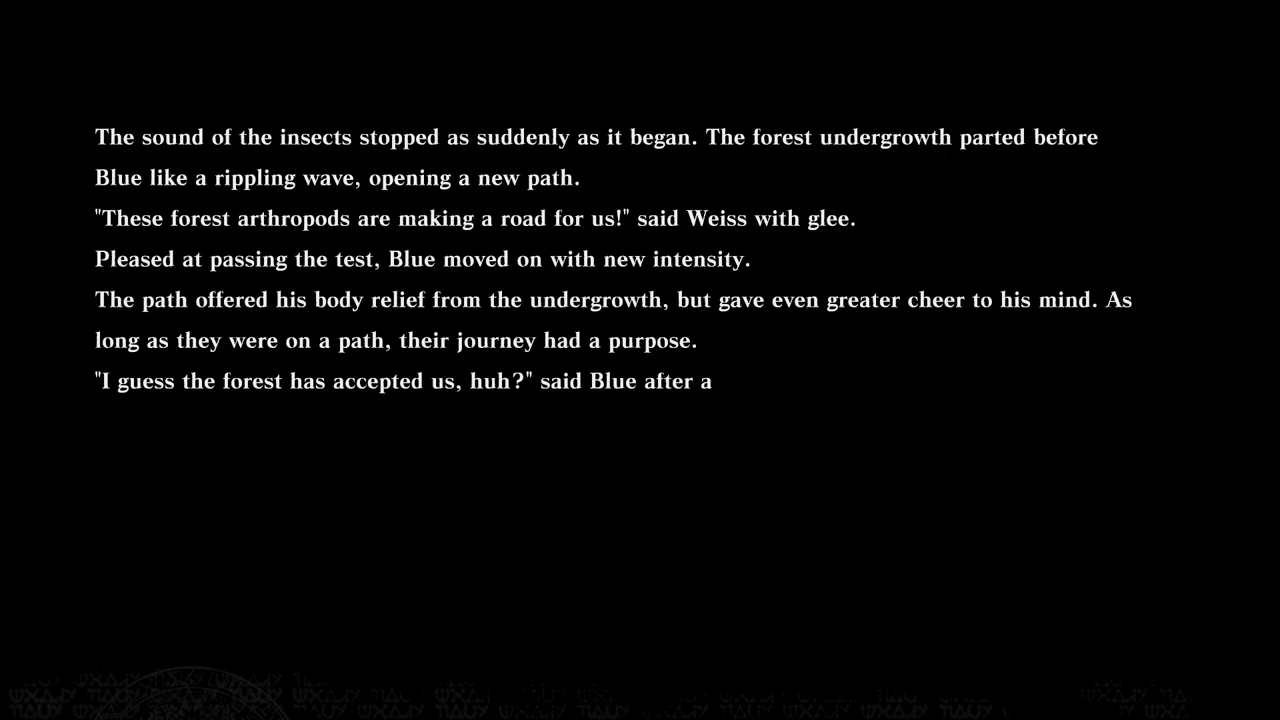 The sound of the insects stopped as suddenly as it began. The forest undergrowth parted before
Blue like a rippling wave, opening a new path.
"These forest arthropods are making a road for us!" said Weiss with glee.
Pleased at passing the test, Blue moved on with new intensity.
The path offered his body relief from the undergrowth, but gave even greater cheer to his mind. As
long as they were on a path, their journey had a purpose.
"I guess the forest has accepted us, huh?" said Blue after a